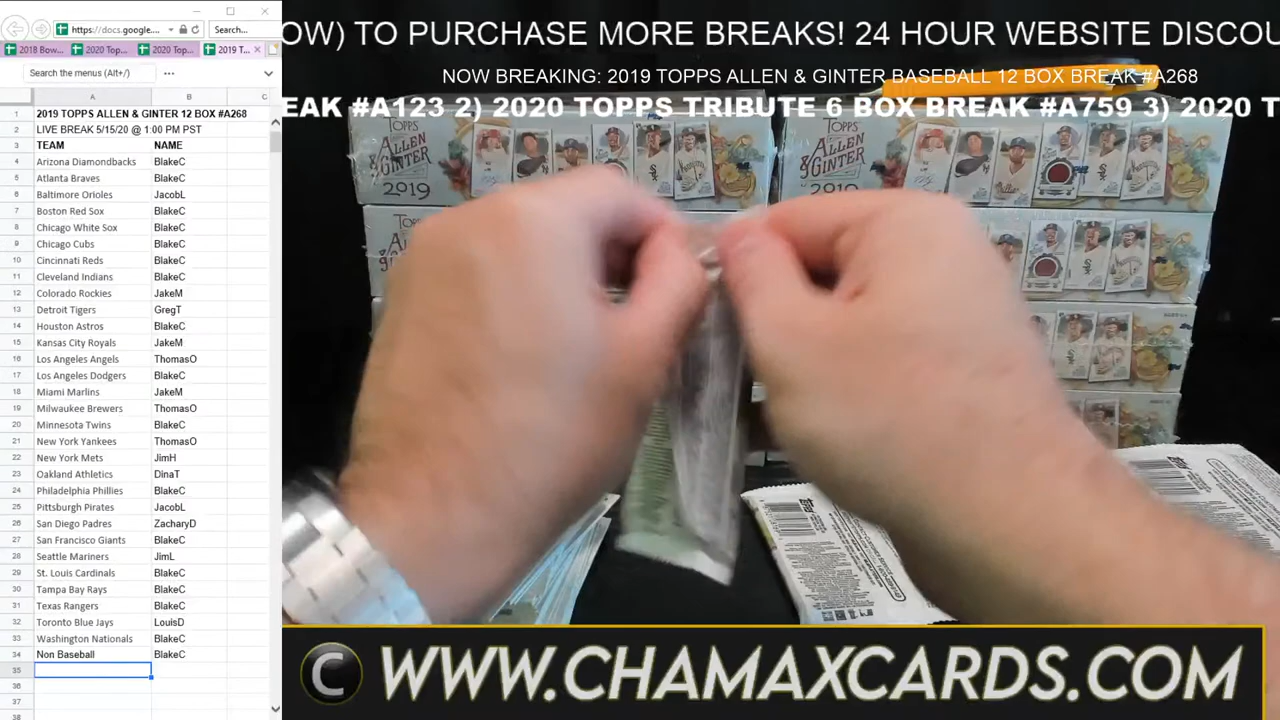 https://docs.google....
Search...
2018 Bow...
2020 Top...
2020 Top...
2019 T...
Search the menus (Alt+/)
A B C
1 2019 TOPPS ALLEN & GINTER 12 BOX #A268
2 LIVE BREAK 5/15/20 @ 1:00 PM PST
3 TEAM NAME
4 Arizona Diamondbacks BlakeC
5 Atlanta Braves BlakeC
6 Baltimore Orioles JacobL
7 Boston Red Sox BlakeC
8 Chicago White Sox BlakeC
9 Chicago Cubs BlakeC
10 Cincinnati Reds BlakeC
11 Cleveland Indians BlakeC
12 Colorado Rockies JakeM
13 Detroit Tigers GregT
14 Houston Astros BlakeC
15 Kansas City Royals JakeM
16 Los Angeles Angels ThomasO
17 Los Angeles Dodgers BlakeC
18 Miami Marlins JakeM
19 Milwaukee Brewers ThomasO
20 Minnesota Twins BlakeC
21 New York Yankees ThomasO
22 New York Mets JimH
23 Oakland Athletics DinaT
24 Philadelphia Phillies BlakeC
25 Pittsburgh Pirates JacobL
26 San Diego Padres ZacharyD
27 San Francisco Giants BlakeC
28 Seattle Mariners JimL
29 St. Louis Cardinals BlakeC
30 Tampa Bay Rays BlakeC
31 Texas Rangers BlakeC
32 Toronto Blue Jays LouisD
33 Washington Nationals BlakeC
34 Non Baseball BlakeC
35
36
37
38
OW) TO PURCHASE MORE BREAKS! 24 HOUR WEBSITE DISCOU
NOW BREAKING: 2019 TOPPS ALLEN & GINTER BASEBALL 12 BOX BREAK #A268
EAK #A123 2) 2020 TOPPS TRIBUTE 6 BOX BREAK #A759 3) 2020 T
TOPPS
ALLEN
& GINTER
2019
TOPPS
ALLEN
& GINTER
2019
C WWW.CHAMAXCARDS.COM